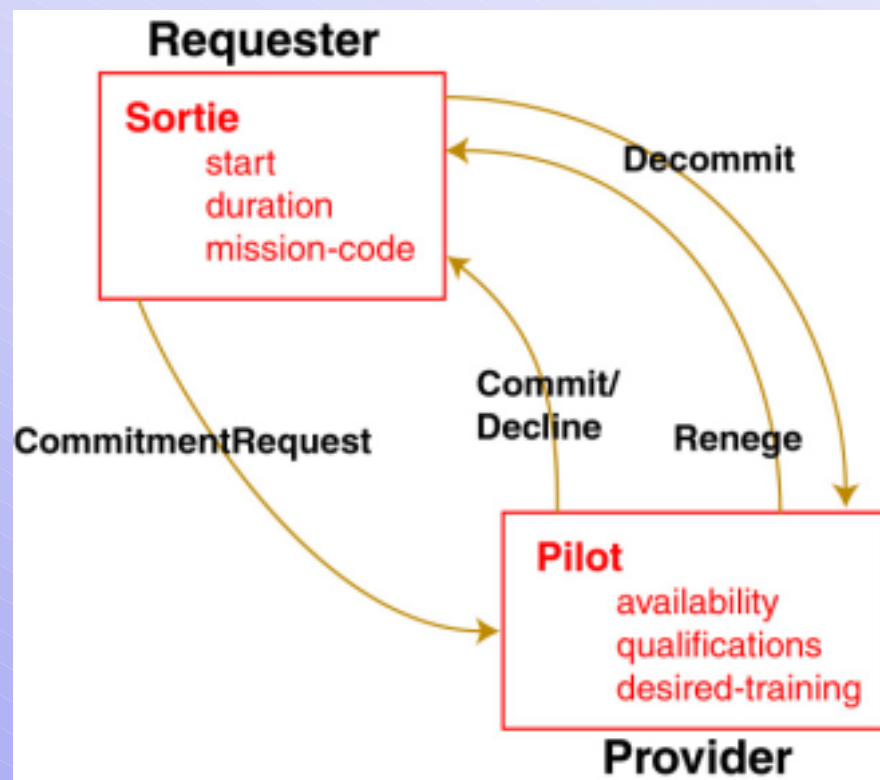 Requester
Sortie
start
duration
mission-code
Decommit
Commit/
Decline
Renege
CommitmentRequest
Pilot
availability
qualifications
desired-training
Provider